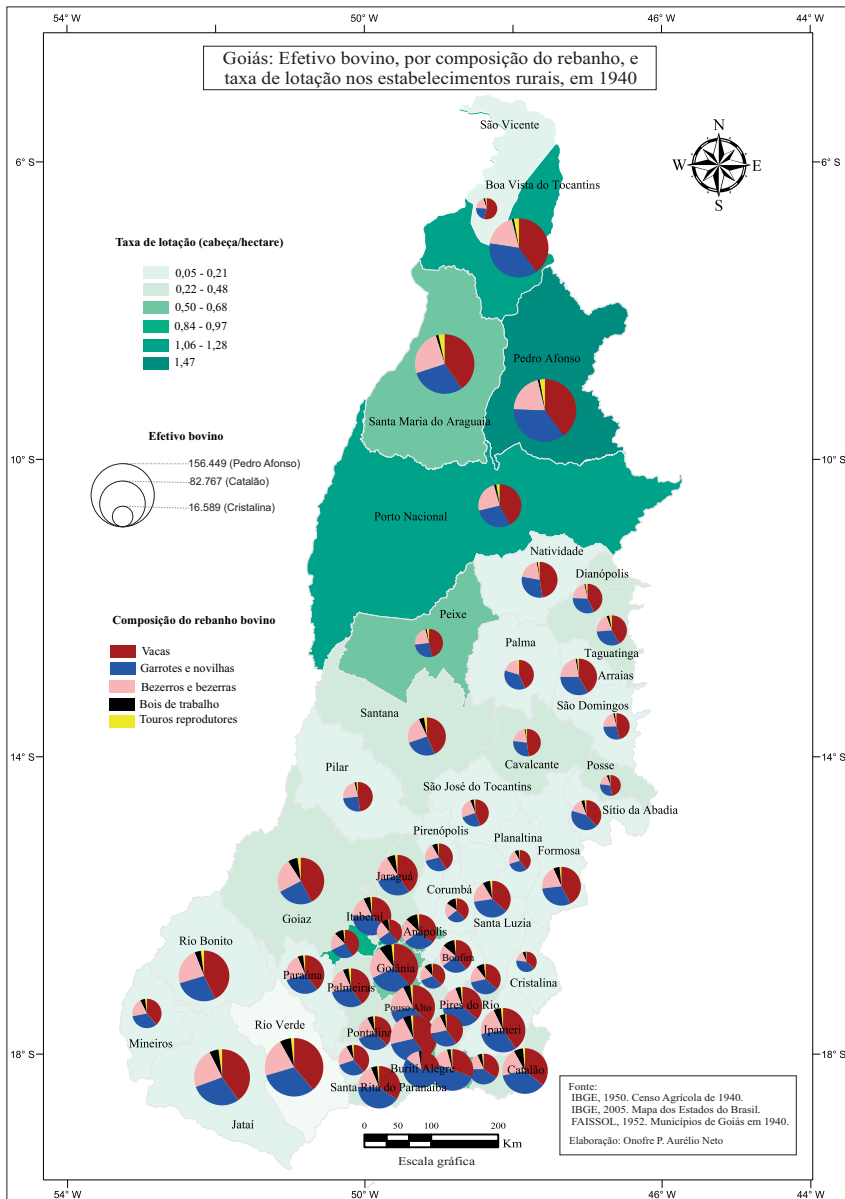 54° W
50° W
46° W
44° W
Goiás: Efetivo bovino, por composição do rebanho, e
taxa de lotação nos estabelecimentos rurais, em 1940
São Vicente
N
W
E
S
6° S
6° S
Boa Vista do Tocantins
Taxa de lotação (cabeça/hectare)
0,05 - 0,21
0,22 - 0,48
0,50 - 0,68
0,84 - 0,97
1,06 - 1,28
1,47
Pedro Afonso
Santa Maria do Araguaia
Efetivo bovino
156.449 (Pedro Afonso)
82.767 (Catalão)
16.589 (Cristalina)
10° S
10° S
Porto Nacional
Natividade
Dianópolis
Composição do rebanho bovino
Vacas
Garrotes e novilhas
Bezerros e bezerras
Bois de trabalho
Touros reprodutores
Peixe
Palma
Taguatinga
Arraias
São Domingos
Santana
14° S
14° S
Cavalcante
Posse
Pilar
São José do Tocantins
Sítio da Abadia
Pirenópolis
Planaltina
Formosa
Jaraguá
Corumbá
Goiaz
Itaberaí
Santa Luzia
Anápolis
Rio Bonito
Bonfim
Goiânia
Cristalina
Paraúna
Palmeiras
Pouso Alto
Pires do Rio
Mineiros
Rio Verde
Pontalina
Ipameri
18° S
18° S
Buriti Alegre
Catalão
Santa Rita do Paranaíba
Jataí
0 50 100 200
Km
Escala gráfica
Fonte:
IBGE, 1950. Censo Agrícola de 1940.
IBGE, 2005. Mapa dos Estados do Brasil.
FAISSOL, 1952. Municípios de Goiás em 1940.
Elaboração: Onofre P. Aurélio Neto
54° W
50° W
46° W
44° W